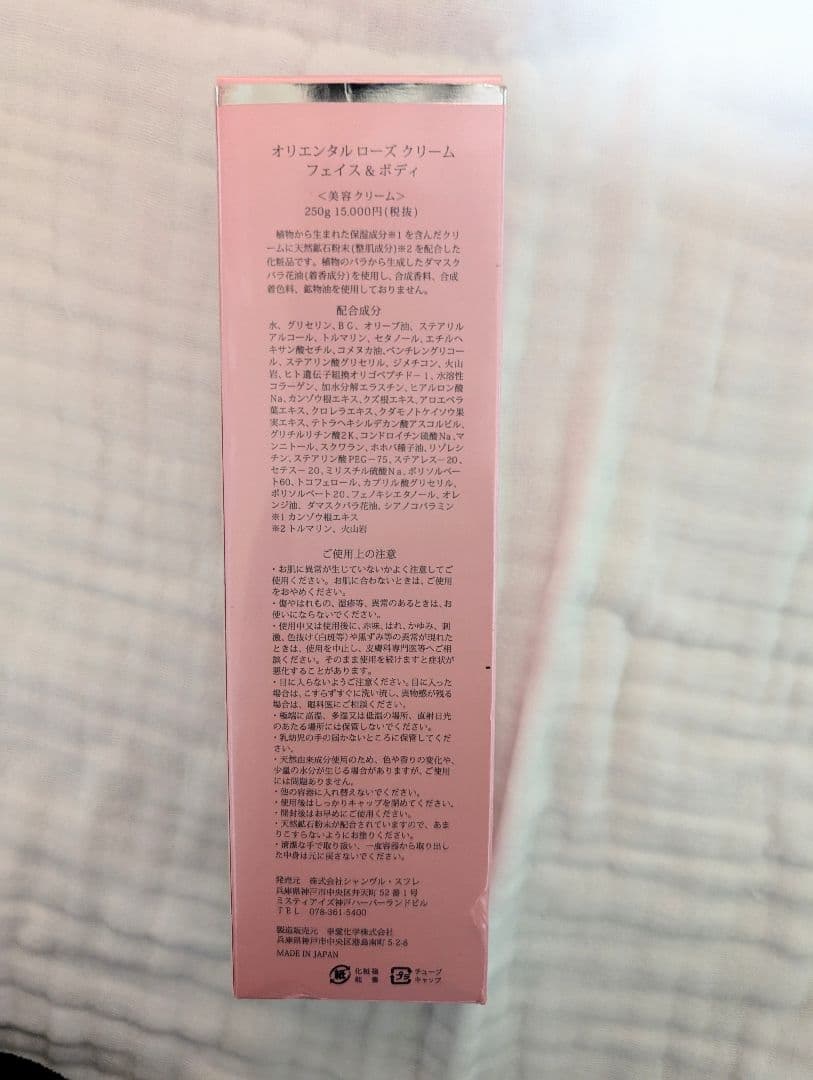 オリエンタル ローズ クリーム
フェイス & ボディ
＜美容クリーム＞
250g 15,000円(税抜)
植物から生まれた保湿成分※1を含んだクリ
ームに天然鉱石粉末(整肌成分)※2を配合した
化粧品です。植物のバラから生成したダマスク
バラ花油(着香成分)を使用し、合成香料、合成
着色料、鉱物油を使用しておりません。
配合成分
水、グリセリン、BG、オリーブ油、ステアリル
アルコール、トルマリン、セタノール、エチルヘ
キサン酸セチル、コメヌカ油、ペンチレングリコー
ル、ステアリン酸グリセリル、ジメチコン、火山
岩、ヒト遺伝子組換オリゴペプチド－1、水溶性
コラーゲン、加水分解エラスチン、ヒアルロン酸
Na、カンゾウ根エキス、クズ根エキス、アロエベラ
葉エキス、クロレラエキス、クダモノトケイソウ果
実エキス、テトラヘキシルデカン酸アスコルビル、
グリチルリチン酸2K、コンドロイチン硫酸Na、マ
ンニトール、スクワラン、ホホバ種子油、リゾレシ
チン、ステアリン酸PEG－75、ステアレス－20、
セテス－20、ミリスチル硫酸Na、ポリソルベー
ト60、トコフェロール、カプリル酸グリセリル、
ポリソルベート20、フェノキシエタノール、オレ
ンジ油、ダマスクバラ花油、シアノコバラミン
※1 カンゾウ根エキス
※2 トルマリン、火山岩
ご使用上の注意
・お肌に異常が生じていないかよく注意してご
使用ください。お肌に合わないときは、ご使用
をおやめください。
・傷やはれもの、湿疹等、異常のあるときは、お
使いにならないでください。
・使用中又は使用後に、赤味、はれ、かゆみ、刺
激、色抜け(白斑等)や黒ずみ等の異常が現れた
ときは、使用を中止し、皮膚科専門医等へご相
談ください。そのまま使用を続けますと症状が
悪化することがあります。
・目に入らないようご注意ください。目に入った
場合は、こすらずすぐに洗い流し、異物感が残る
場合は、眼科医にご相談ください。
・極端に高温、多湿又は低温の場所、直射日光
のあたる場所には保管しないでください。
・乳幼児の手の届かないところに保管してくだ
さい。
・天然由来成分使用のため、色や香りの変化や、
少量の水分が生じる場合がありますが、ご使用
には問題ありません。
・他の容器に入れ替えないでください。
・使用後はしっかりキャップを閉めてください。
・開封後はお早めにご使用ください。
・天然鉱石粉末が配合されていますので、あま
りこすらないようにお塗りください。
・清潔な手で取り扱い、一度容器から取り出し
た中身は元に戻さないでください。
発売元 株式会社シャンヴル・スツレ
兵庫県神戸市中央区弁天町52番1号
ミスティアイズ神戸ハーバーランドビル
TEL 078-361-5400
製造販売元 東愛化学株式会社
兵庫県神戸市中央区港島南町5-2-8
MADE IN JAPAN
紙 化粧箱
能書
プラ チューブ
キャップ